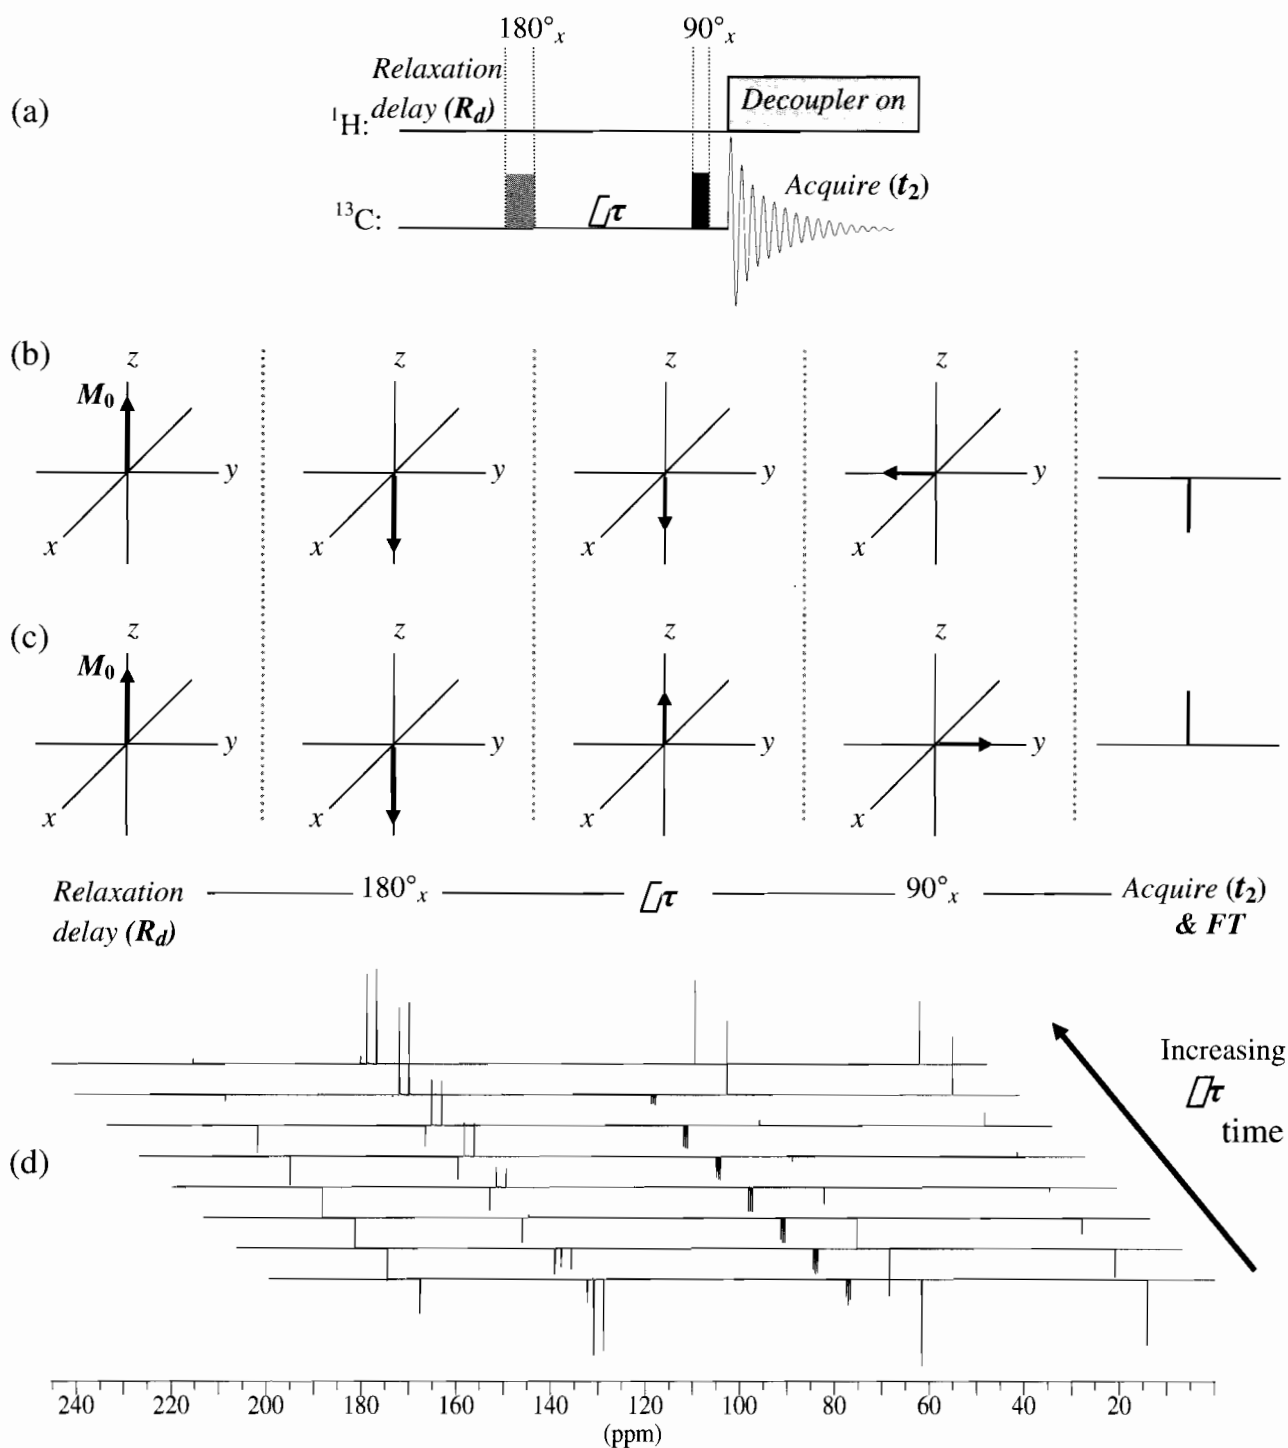 180°x 90°x
Relaxation
delay (Rd)
Decoupler on
(a)
¹H:
Acquire (t₂)
¹³C:
τ
(b)
z z z z
M₀
y y y y
x x x x
(c)
z z z z
M₀
y y y y
x x x x
Relaxation 180°x τ 90°x Acquire (t₂)
delay (Rd) & FT
Increasing
τ
time
(d)
240 220 200 180 160 140 120 100 80 60 40 20
(ppm)